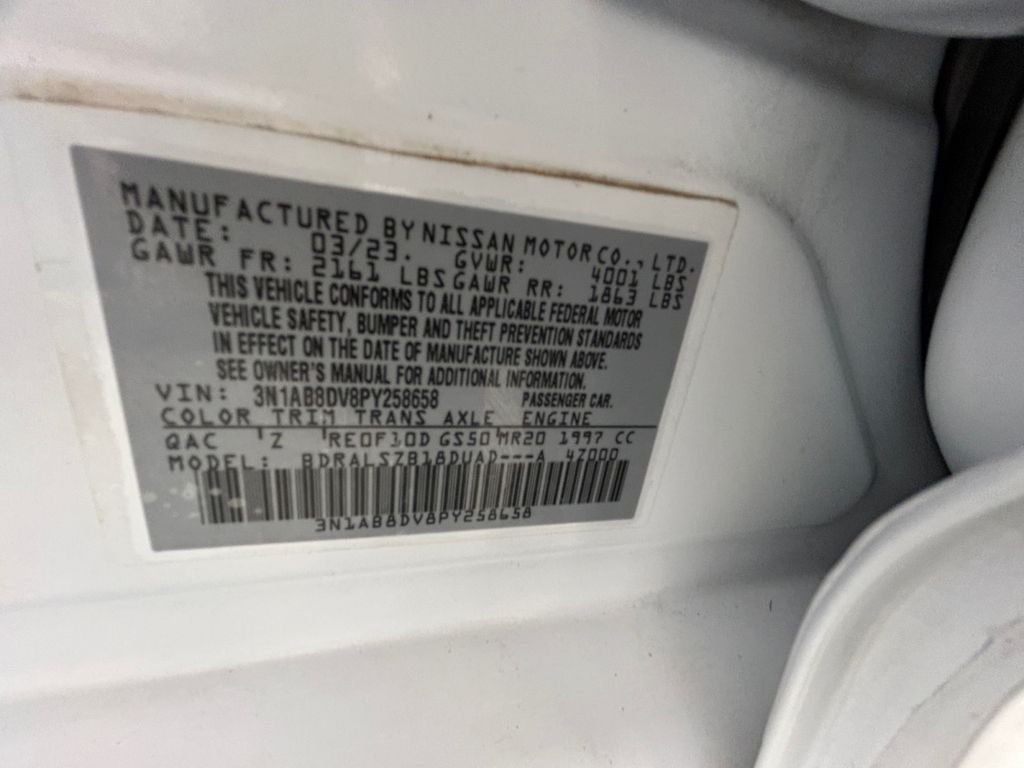 MANUFACTURED BY NISSAN MOTOR CO., LTD.
DATE: 03/23. GVWR: 4001 LBS
GAWR FR: 2161 LBS GAWR RR: 1863 LBS
THIS VEHICLE CONFORMS TO ALL APPLICABLE FEDERAL MOTOR
VEHICLE SAFETY, BUMPER AND THEFT PREVENTION STANDARDS
IN EFFECT ON THE DATE OF MANUFACTURE SHOWN ABOVE.
SEE OWNER'S MANUAL FOR ADDITIONAL INFORMATION.
VIN: 3N1AB8DV8PY258658 PASSENGER CAR.
COLOR TRIM TRANS AXLE ENGINE
QAC Z RE0F10D GS50 MR20 1997 CC
MODEL: BDRALSZB18DUAD---A 4Z000
3N1AB8DV8PY258658